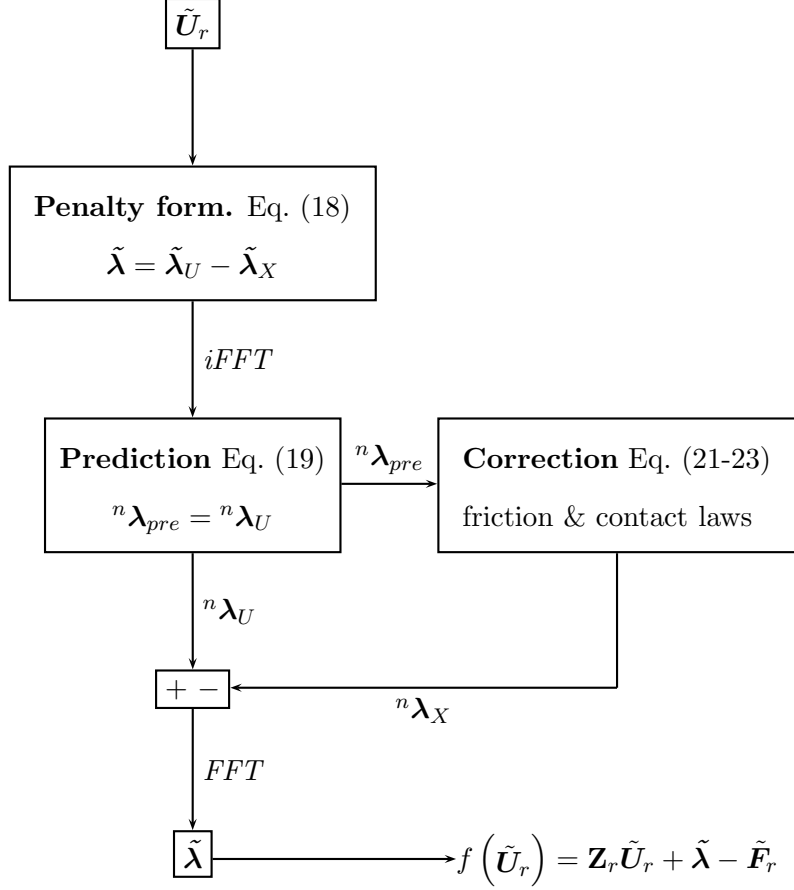 Ũ_r
Penalty form. Eq. (18)
λ̃ = λ̃_U − λ̃_X
iFFT
Prediction Eq. (19)
ⁿλ_pre = ⁿλ_U
ⁿλ_pre
Correction Eq. (21-23)
friction & contact laws
ⁿλ_U
+ −
ⁿλ_X
FFT
λ̃
f (Ũ_r) = Z_r Ũ_r + λ̃ − F̃_r